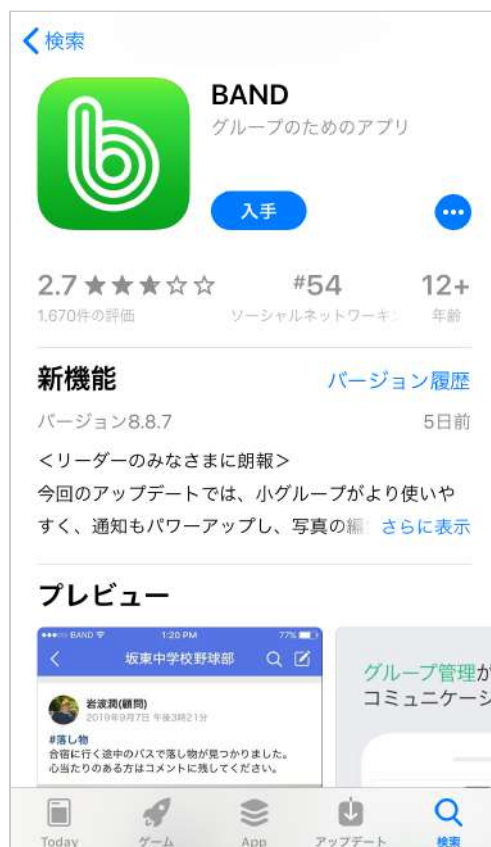 検索
BAND
グループのためのアプリ
入手
2.7
#54
12+
1,670件の評価
ソーシャルネットワーキ
年齢
新機能
バージョン履歴
バージョン8.8.7
5日前
<リーダーのみなさまに朗報>
今回のアップデートでは、小グループがより使いや
すく、通知もパワーアップし、写真の編 さらに表示
プレビュー
BAND 1:20 PM 77%
坂東中学校野球部
岩波潤(顧問)
2019年9月7日 午後3時21分
#落し物
合宿に行く途中のバスで落し物が見つかりました。
心当たりのある方はコメントに残してください。
グループ管理が
コミュニケーシ
Today
ゲーム
App
アップデート
検索